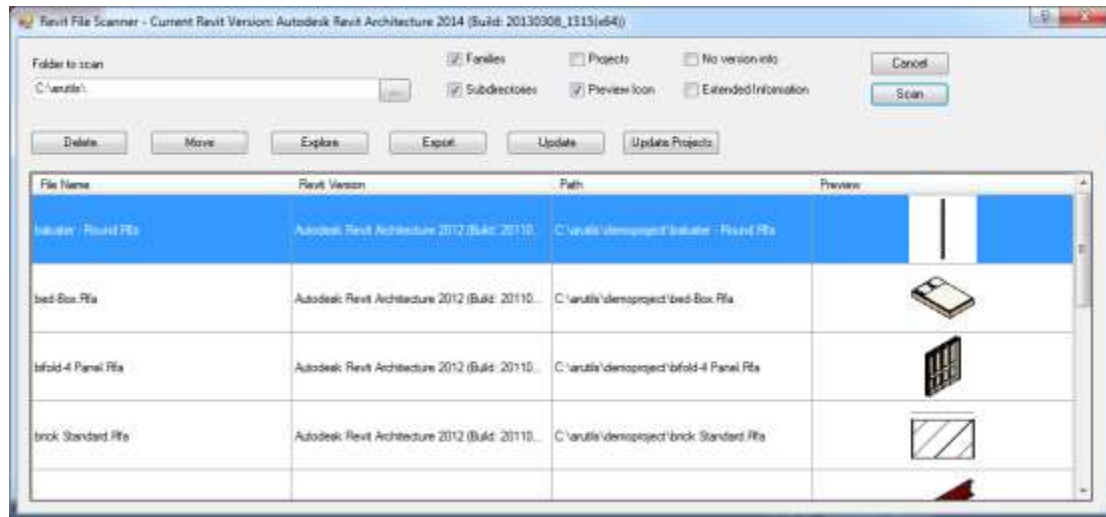 Revit File Scanner - Current Revit Version: Autodesk Revit Architecture 2014 (Build: 20130308_1515(x64))
Folder to scan
Families
Projects
No version info
Cancel
C:\arutils\
...
Subdirectories
Preview Icon
Extended Information
Scan
Delete
Move
Explore
Export
Update
Update Projects
File Name
Revit Version
Path
Preview
baluster - Round.Rfa
Autodesk Revit Architecture 2012 (Build: 20110...
C:\arutils\demoproject\baluster - Round.Rfa
bed-Box.Rfa
Autodesk Revit Architecture 2012 (Build: 20110...
C:\arutils\demoproject\bed-Box.Rfa
bifold-4 Panel.Rfa
Autodesk Revit Architecture 2012 (Build: 20110...
C:\arutils\demoproject\bifold-4 Panel.Rfa
brick Standard.Rfa
Autodesk Revit Architecture 2012 (Build: 20110...
C:\arutils\demoproject\brick Standard.Rfa